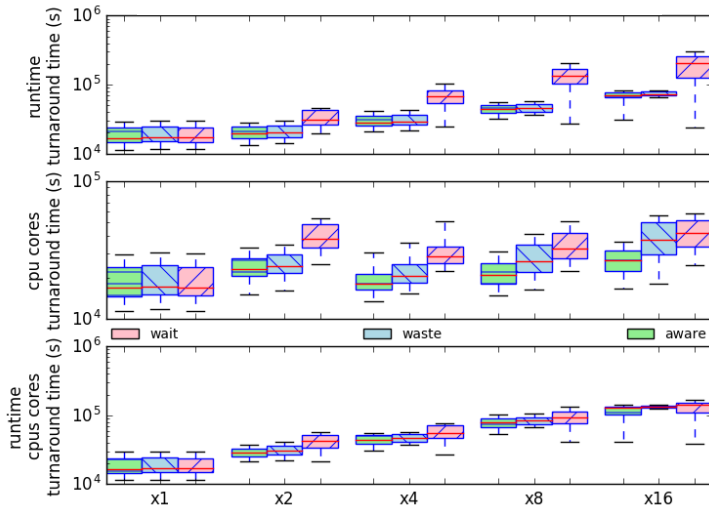 runtime
turnaround time (s)
10^6
10^5
10^4
cpu cores
turnaround time (s)
10^5
10^4
wait
waste
aware
runtime
cpus cores
turnaround time (s)
10^6
10^5
10^4
x1
x2
x4
x8
x16